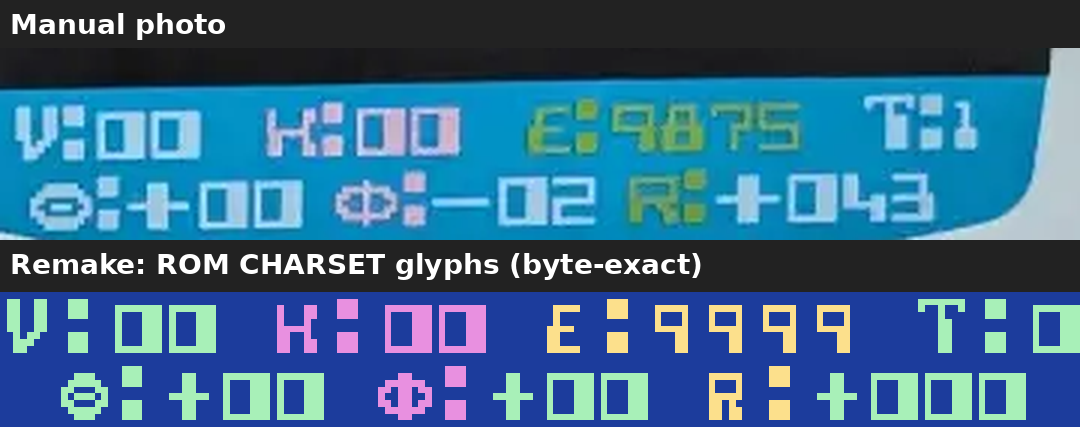 Manual photo
V:00 K:00 E:9875 T:1
Θ:+00 Φ:-02 R:+043
Remake: ROM CHARSET glyphs (byte-exact)
V:00 K:00 E:9999 T:0
Θ:+00 Φ:+00 R:+000